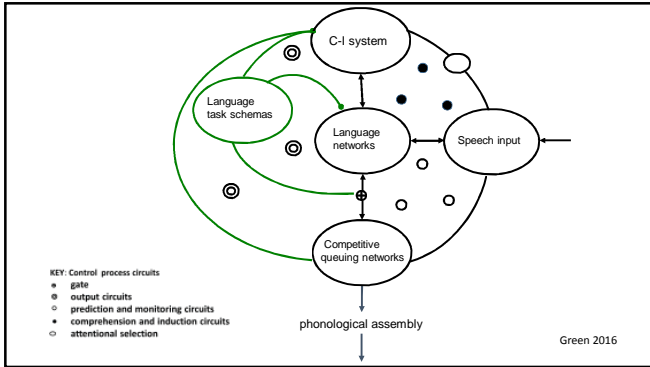 C-I system
Language
task schemas
Language
networks
Speech input
Competitive
queuing networks
KEY: Control process circuits
gate
output circuits
prediction and monitoring circuits
comprehension and induction circuits
attentional selection
phonological assembly
Green 2016